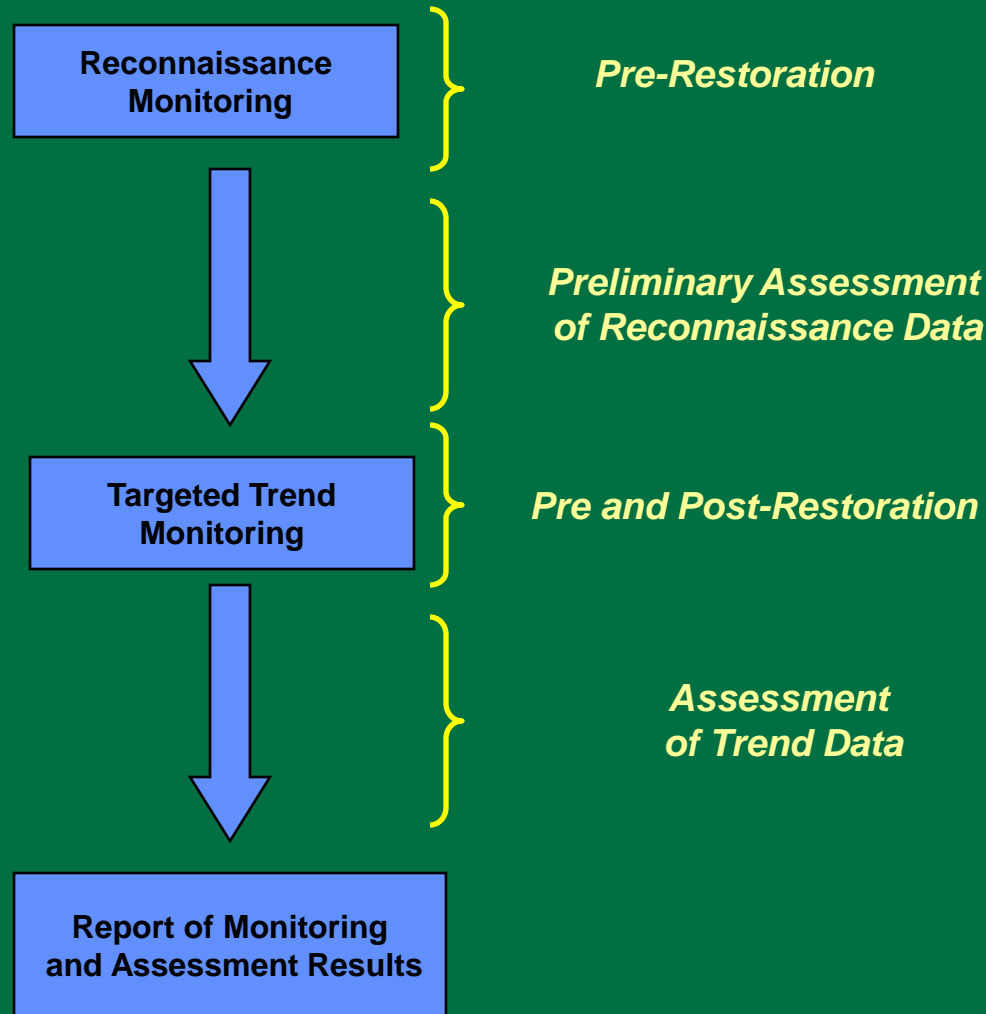 Reconnaissance
Monitoring
Pre-Restoration
Preliminary Assessment
of Reconnaissance Data
Targeted Trend
Monitoring
Pre and Post-Restoration
Assessment
of Trend Data
Report of Monitoring
and Assessment Results